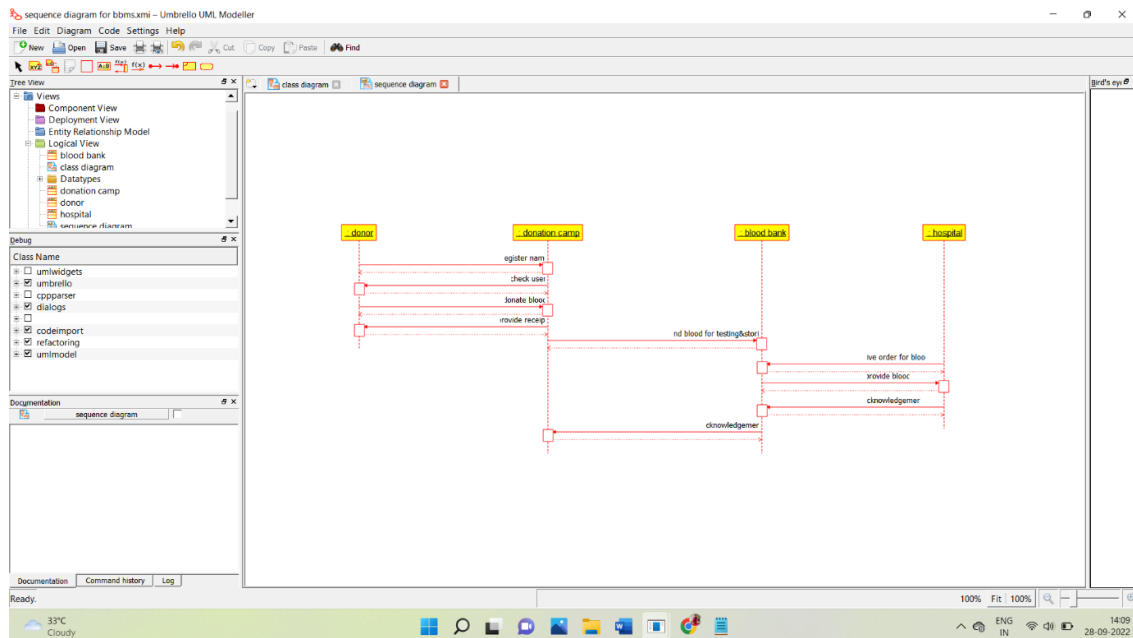 sequence diagram for bbms.xmi – Umbrello UML Modeller
File Edit Diagram Code Settings Help
New Open Save Cut Copy Paste Find
Tree View
Views
Component View
Deployment View
Entity Relationship Model
Logical View
blood bank
class diagram
Datatypes
donation camp
donor
hospital
sequence diagram
Debug
Class Name
umlwidgets
umbrello
cppparser
dialogs
codeimport
refactoring
umlmodel
Documentation
sequence diagram
Documentation Command history Log
Ready.
class diagram sequence diagram
Bird's eye
: donor : donation camp : blood bank : hospital
egister nam
check user
donate blooc
rovide receip
nd blood for testing&stori
ive order for bloo
provide blooc
cknowledgemer
cknowledgemer
100% Fit 100%
33°C
Cloudy
ENG
IN
14:09
28-09-2022